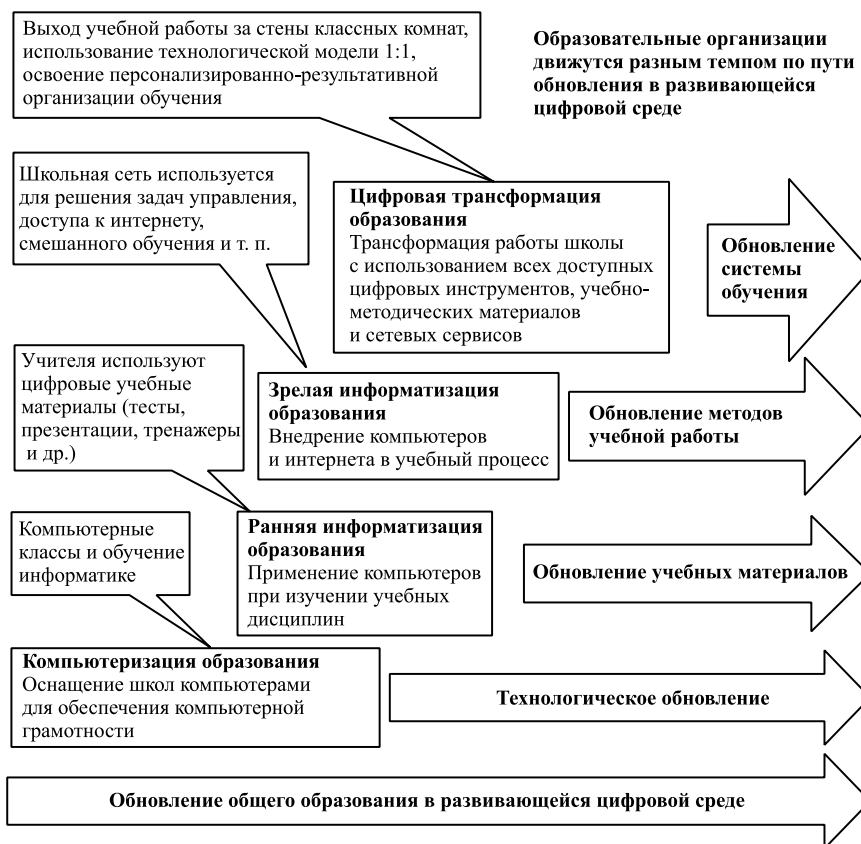 Выход учебной работы за стены классных комнат,
использование технологической модели 1:1,
освоение персонализированно-результативной
организации обучения
Образовательные организации
движутся разным темпом по пути
обновления в развивающейся
цифровой среде
Школьная сеть используется
для решения задач управления,
доступа к интернету,
смешанного обучения и т. п.
Цифровая трансформация
образования
Трансформация работы школы
с использованием всех доступных
цифровых инструментов, учебно-
методических материалов
и сетевых сервисов
Обновление
системы
обучения
Учителя используют
цифровые учебные
материалы (тесты,
презентации, тренажеры
и др.)
Зрелая информатизация
образования
Внедрение компьютеров
и интернета в учебный процесс
Обновление методов
учебной работы
Компьютерные
классы и обучение
информатике
Ранняя информатизация
образования
Применение компьютеров
при изучении учебных
дисциплин
Обновление учебных материалов
Компьютеризация образования
Оснащение школ компьютерами
для обеспечения компьютерной
грамотности
Технологическое обновление
Обновление общего образования в развивающейся цифровой среде